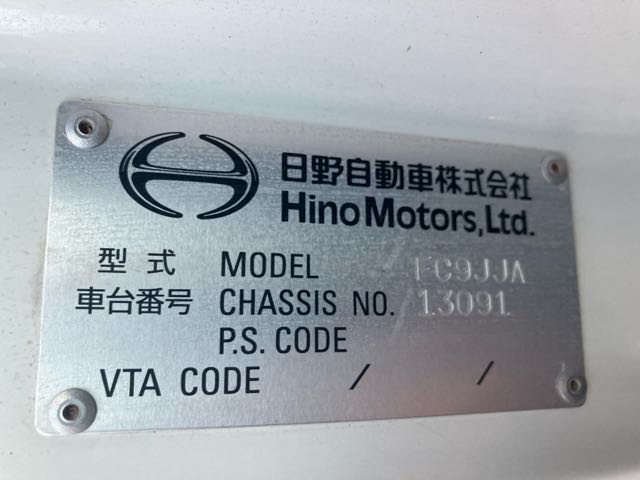 日野自動車株式会社
Hino Motors, Ltd.
型式 MODEL FC9JJA
車台番号 CHASSIS NO. 13091
P.S. CODE
VTA CODE / /